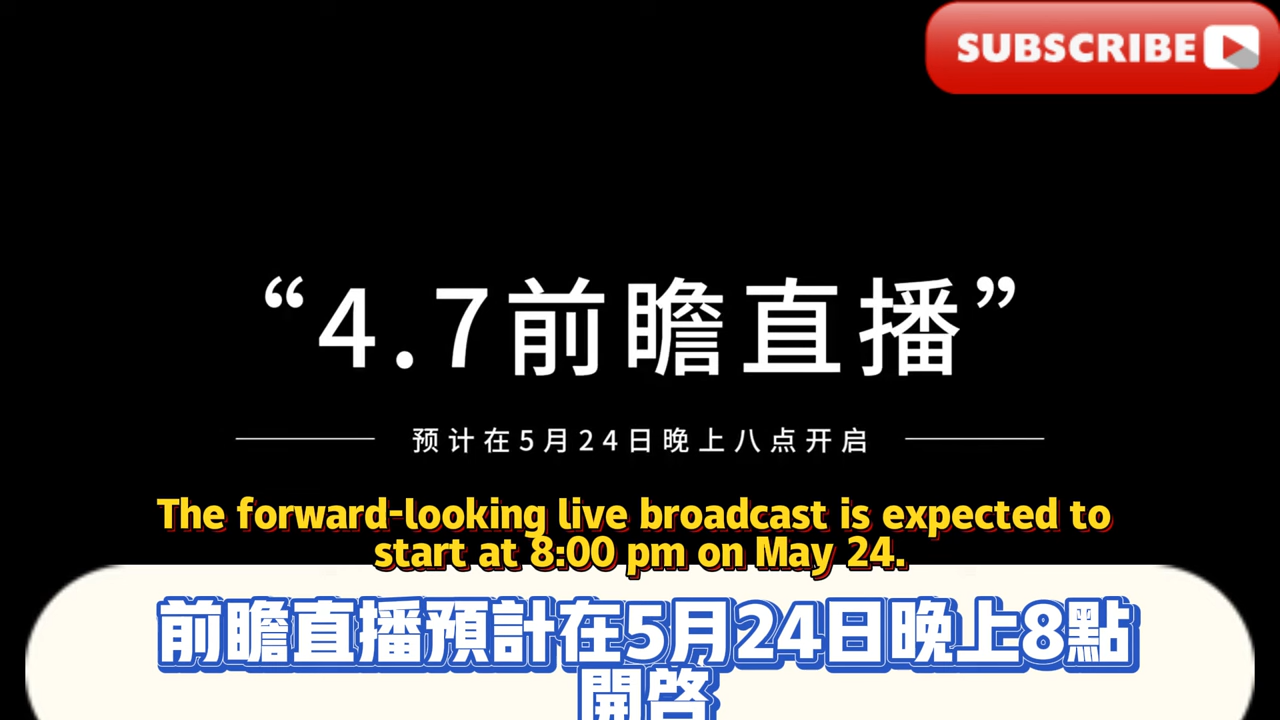 SUBSCRIBE
“4.7前瞻直播”
预计在5月24日晚上八点开启
The forward-looking live broadcast is expected to
start at 8:00 pm on May 24.
前瞻直播預計在5月24日晚上8點
開啓